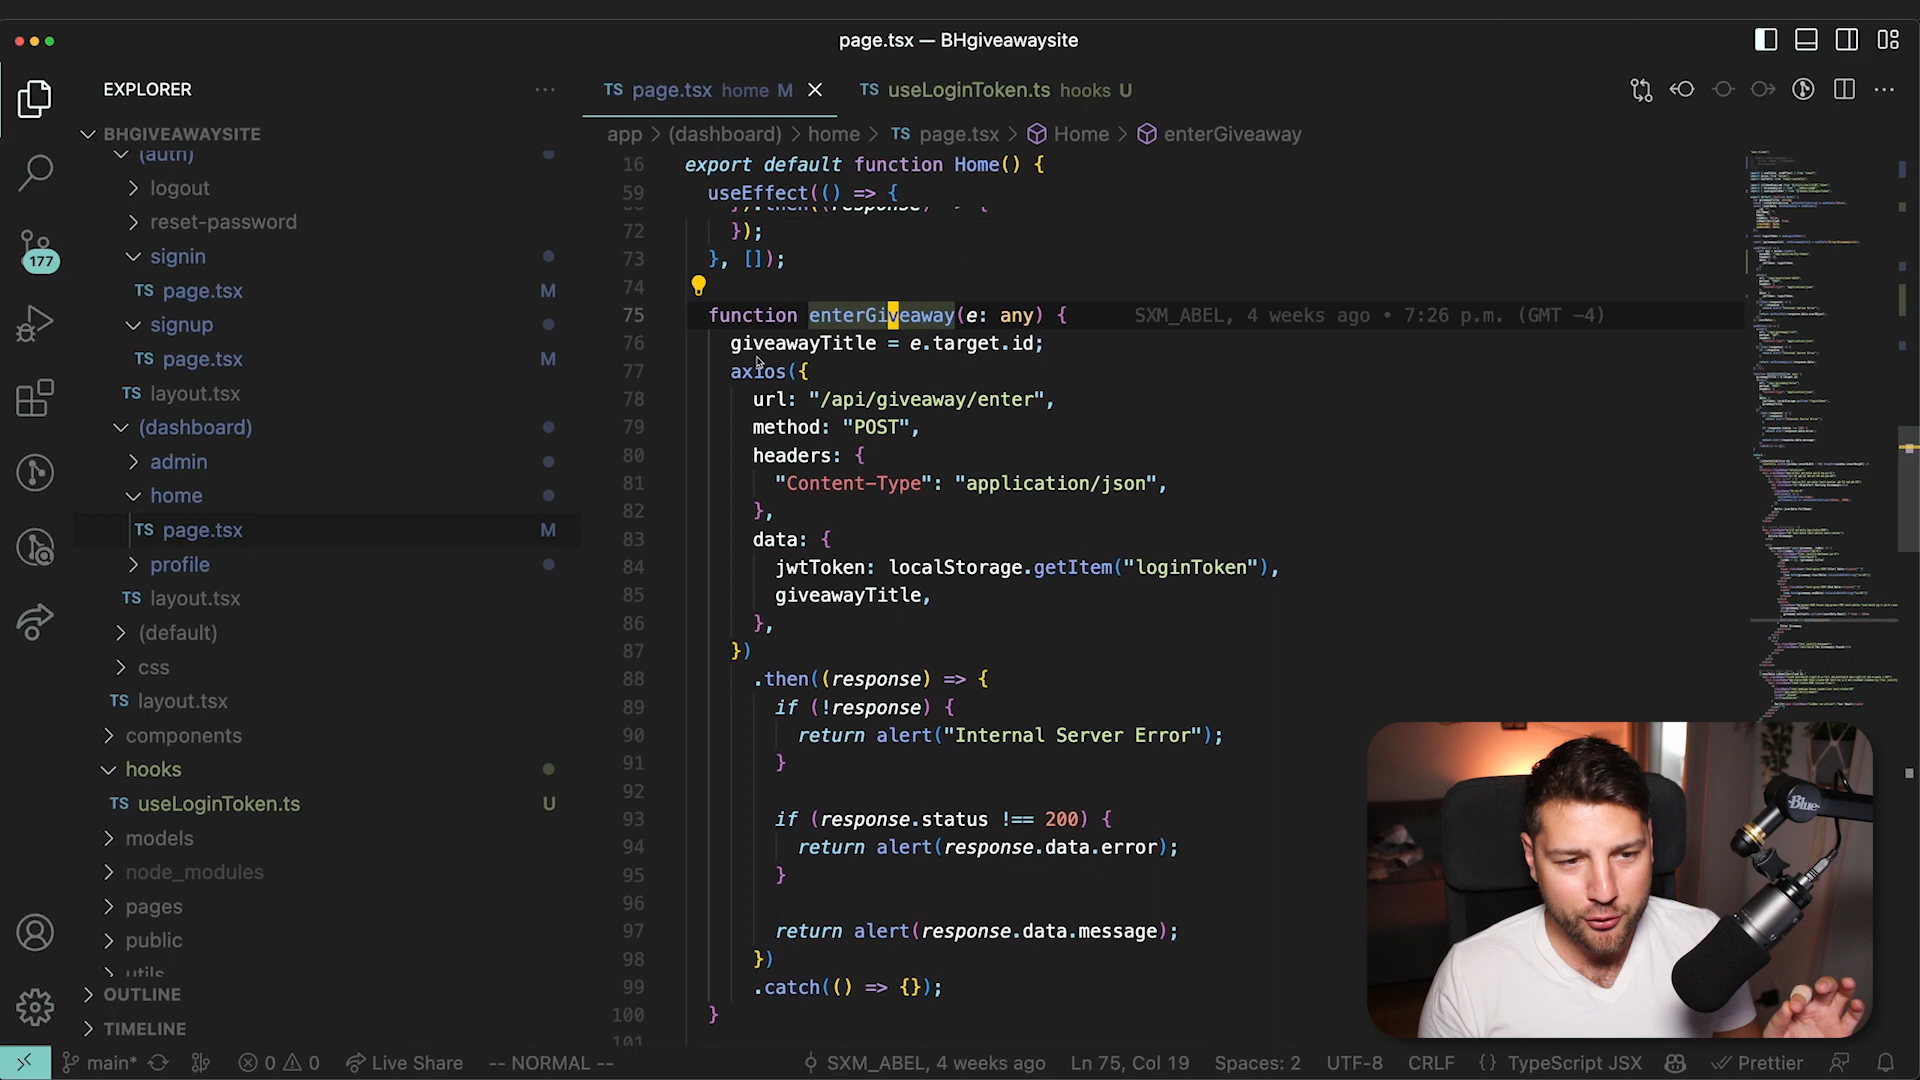 page.tsx — BHgiveawaysite
EXPLORER
BHGIVEAWAYSITE
(auth)
logout
reset-password
signin
TS page.tsx M
signup
TS page.tsx M
TS layout.tsx
(dashboard)
admin
home
TS page.tsx M
profile
TS layout.tsx
(default)
css
TS layout.tsx
components
hooks
TS useLoginToken.ts U
models
node_modules
pages
public
utils
OUTLINE
TIMELINE
177
TS page.tsx home M
TS useLoginToken.ts hooks U
app > (dashboard) > home > TS page.tsx > Home > enterGiveaway
16 export default function Home() {
59 useEffect(() => {
}).then((response) => {
72 });
73 }, []);
74
75 function enterGiveaway(e: any) { SXM_ABEL, 4 weeks ago • 7:26 p.m. (GMT -4)
76 giveawayTitle = e.target.id;
77 axios({
78 url: "/api/giveaway/enter",
79 method: "POST",
80 headers: {
81 "Content-Type": "application/json",
82 },
83 data: {
84 jwtToken: localStorage.getItem("loginToken"),
85 giveawayTitle,
86 },
87 })
88 .then((response) => {
89 if (!response) {
90 return alert("Internal Server Error");
91 }
92
93 if (response.status !== 200) {
94 return alert(response.data.error);
95 }
96
97 return alert(response.data.message);
98 })
99 .catch(() => {});
100 }
101
Blue
main* 0 0 Live Share -- NORMAL -- SXM_ABEL, 4 weeks ago Ln 75, Col 19 Spaces: 2 UTF-8 CRLF {} TypeScript JSX Prettier